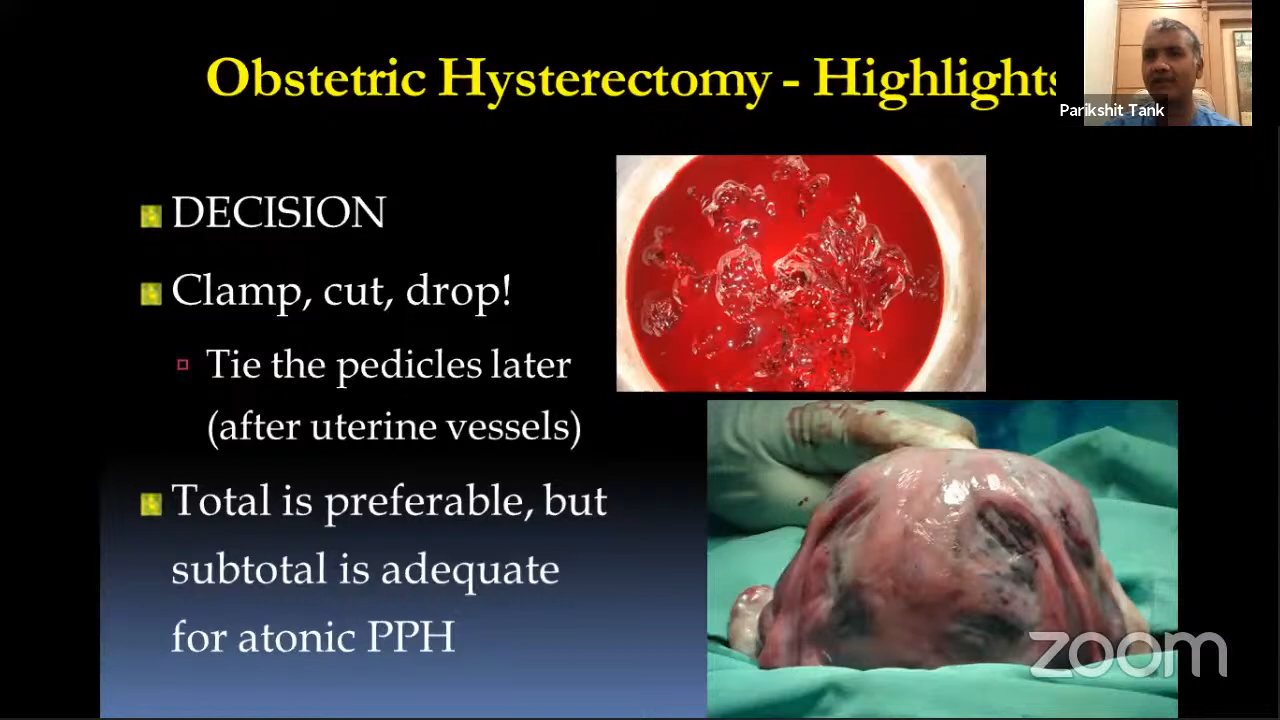 Obstetric Hysterectomy - Highlights
Parikshit Tank
DECISION
Clamp, cut, drop!
Tie the pedicles later
(after uterine vessels)
Total is preferable, but
subtotal is adequate
for atonic PPH
zoom